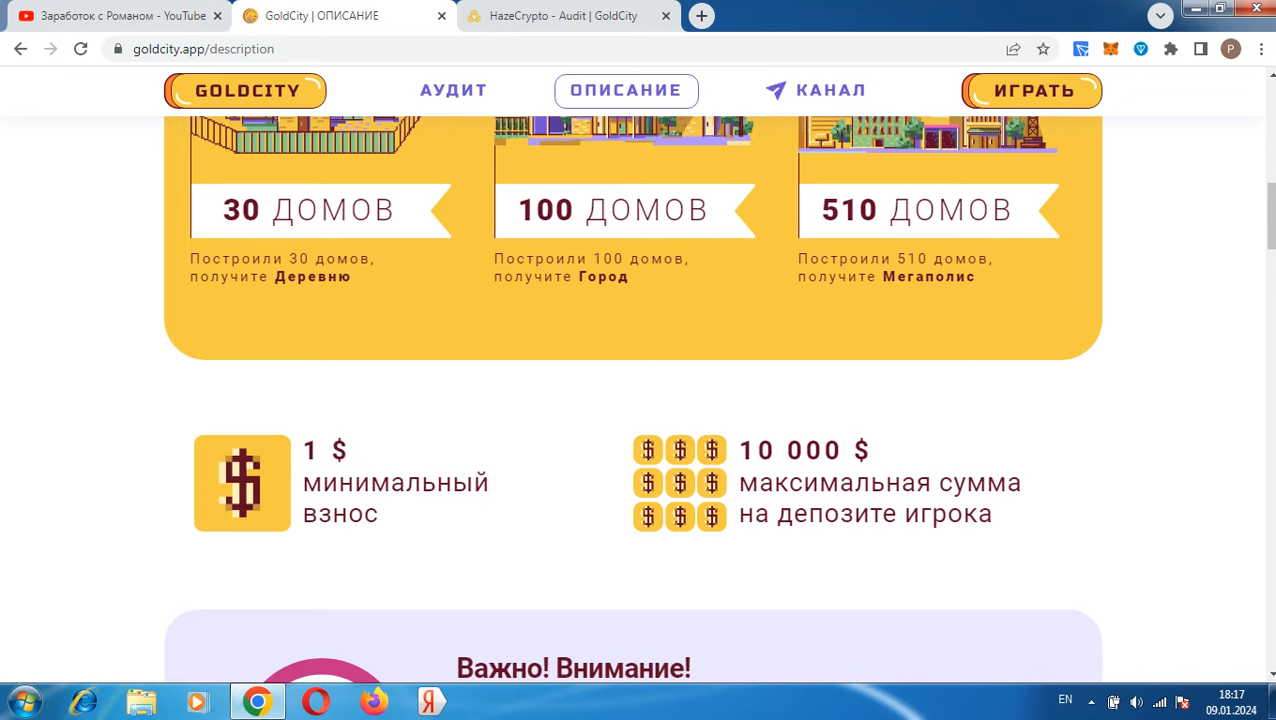 Заработок с Романом - YouTube
GoldCity | ОПИСАНИЕ
HazeCrypto - Audit | GoldCity
goldcity.app/description
P
GOLDCITY
АУДИТ
ОПИСАНИЕ
КАНАЛ
ИГРАТЬ
30 ДОМОВ
Построили 30 домов,
получите Деревню
100 ДОМОВ
Построили 100 домов,
получите Город
510 ДОМОВ
Построили 510 домов,
получите Мегаполис
1 $
минимальный
взнос
10 000 $
максимальная сумма
на депозите игрока
Важно! Внимание!
EN
18:17
09.01.2024